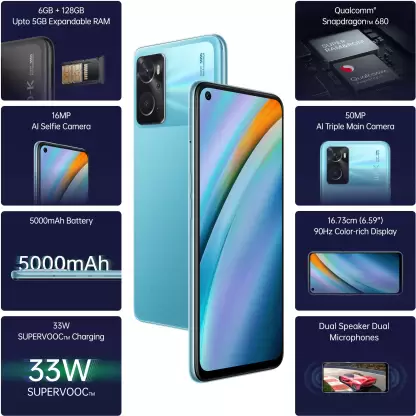 6GB + 128GB
Upto 5GB Expandable RAM
Qualcomm®
Snapdragon™ 680
16MP
AI Selfie Camera
50MP
AI Triple Main Camera
5000mAh Battery
5000mAh
16.73cm (6.59")
90Hz Color-rich Display
33W
SUPERVOOC™ Charging
33W
SUPERVOOC™
Dual Speaker Dual
Microphones